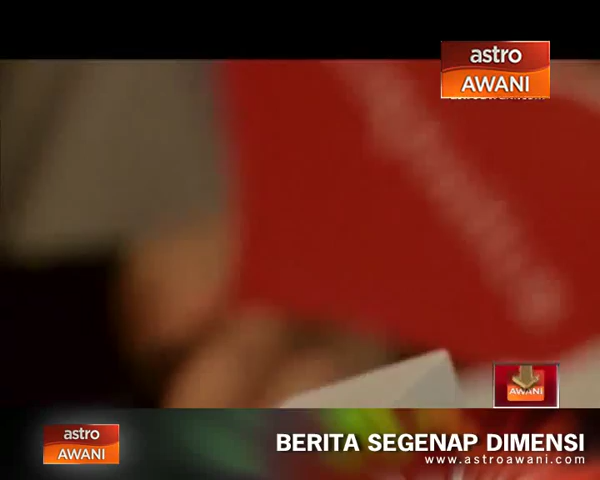 astro
AWANI
AWANI
astro
AWANI
BERITA SEGENAP DIMENSI
www.astroawani.com